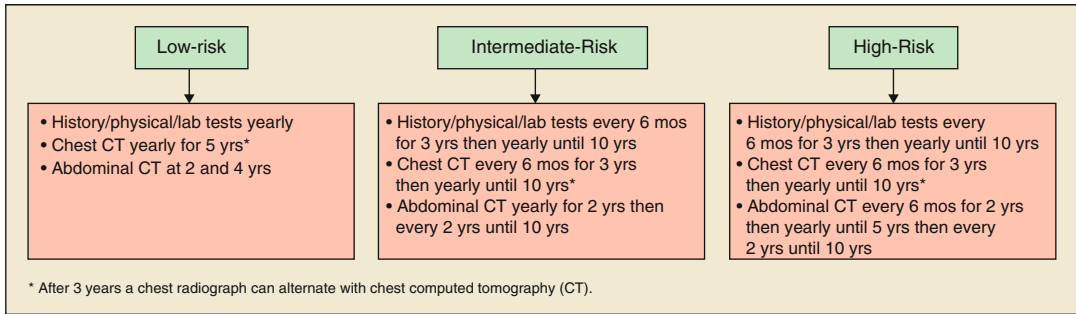 Low-risk
• History/physical/lab tests yearly
• Chest CT yearly for 5 yrs*
• Abdominal CT at 2 and 4 yrs
Intermediate-Risk
• History/physical/lab tests every 6 mos
for 3 yrs then yearly until 10 yrs
• Chest CT every 6 mos for 3 yrs
then yearly until 10 yrs*
• Abdominal CT yearly for 2 yrs then
every 2 yrs until 10 yrs
High-Risk
• History/physical/lab tests every
6 mos for 3 yrs then yearly until 10 yrs
• Chest CT every 6 mos for 3 yrs
then yearly until 10 yrs*
• Abdominal CT every 6 mos for 2 yrs
then yearly until 5 yrs then every
2 yrs until 10 yrs
* After 3 years a chest radiograph can alternate with chest computed tomography (CT).